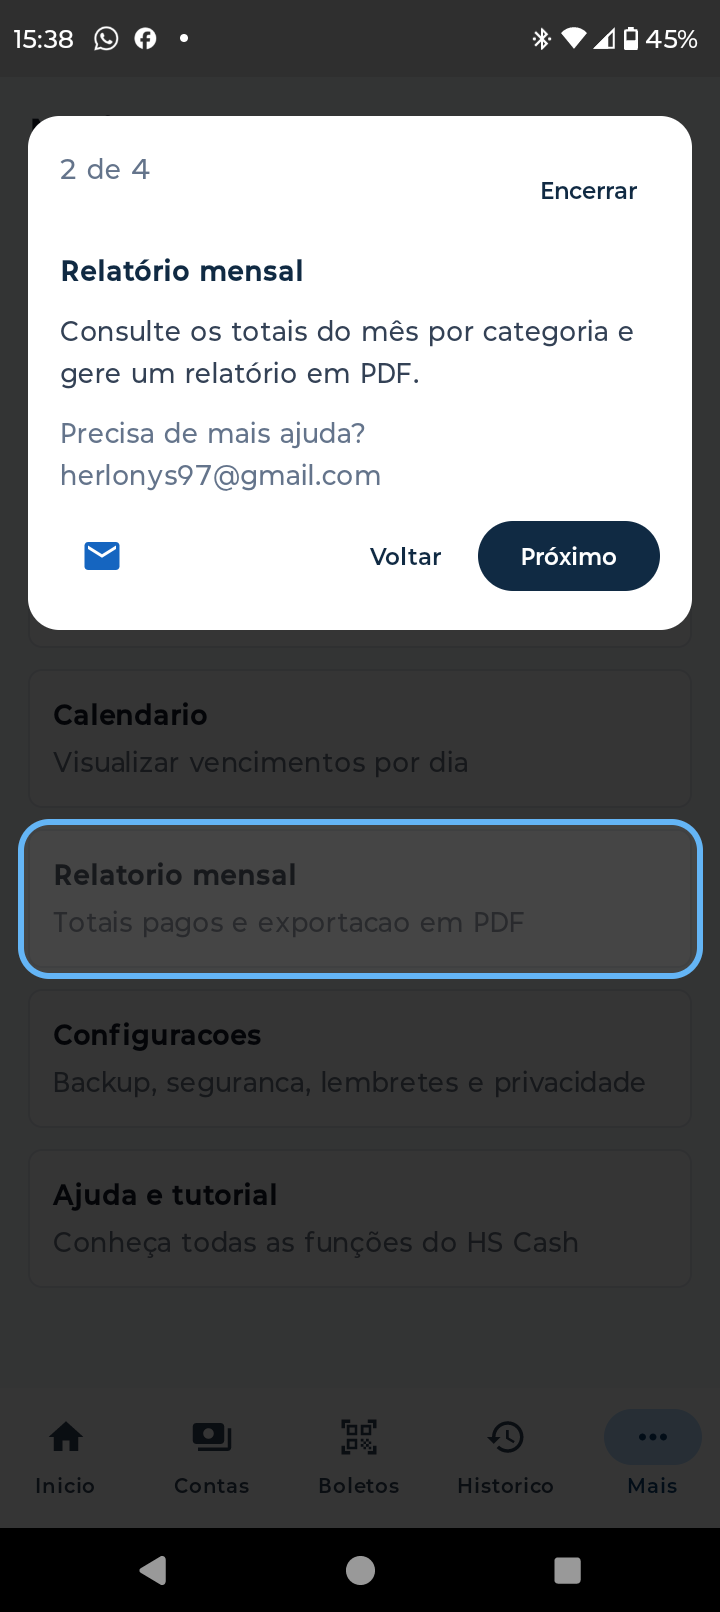 15:38
45%
2 de 4
Encerrar
Relatório mensal
Consulte os totais do mês por categoria e
gere um relatório em PDF.
Precisa de mais ajuda?
herlonys97@gmail.com
Voltar
Próximo
Calendario
Visualizar vencimentos por dia
Relatorio mensal
Totais pagos e exportacao em PDF
Configuracoes
Backup, seguranca, lembretes e privacidade
Ajuda e tutorial
Conheça todas as funções do HS Cash
Inicio
Contas
Boletos
Historico
Mais